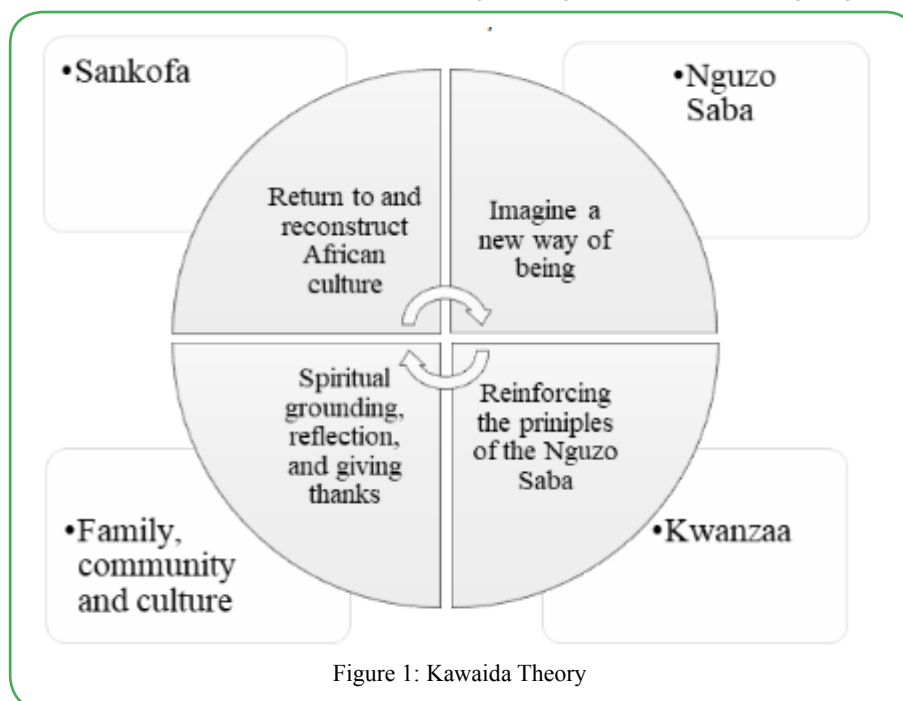 •Sankofa
•Nguzo
Saba
Return to and
reconstruct
African
culture
Imagine a
new way of
being
Spiritual
grounding,
reflection,
and giving
thanks
Reinforcing
the priniples
of the Nguzo
Saba
•Family,
community
and culture
•Kwanzaa
Figure 1: Kawaida Theory